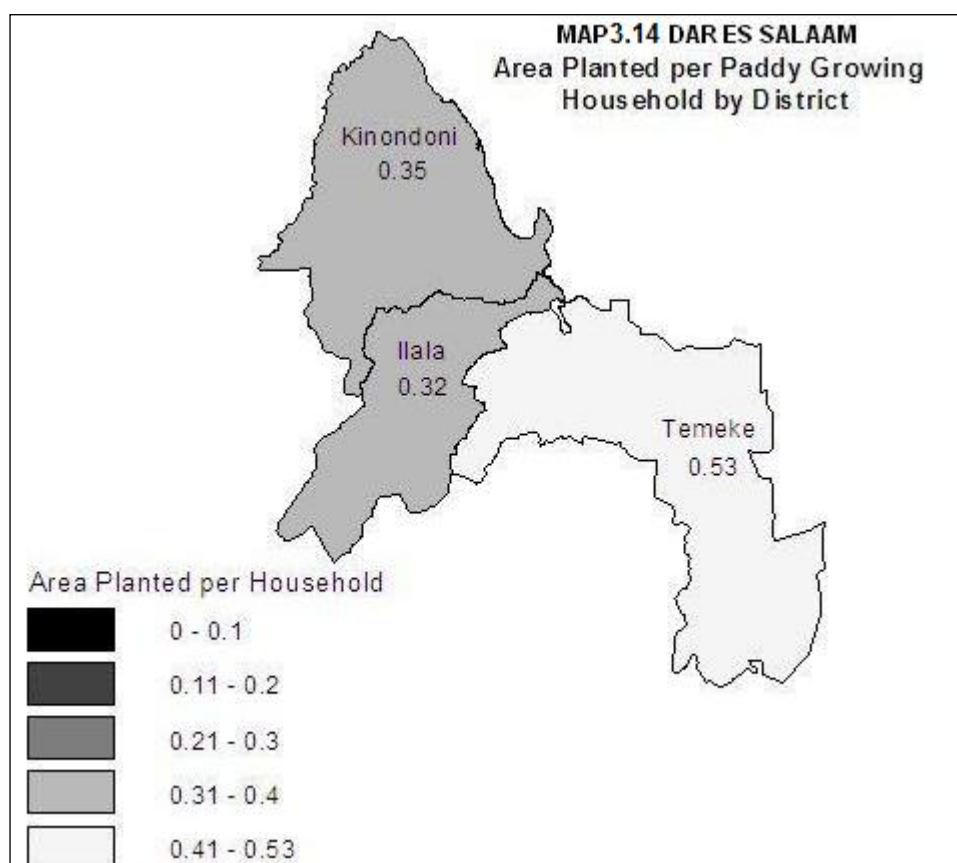 MAP3.14 DAR ES SALAAM
Area Planted per Paddy Growing
Household by District
Kinondoni
0.35
Ilala
0.32
Temeke
0.53
Area Planted per Household
0 - 0.1
0.11 - 0.2
0.21 - 0.3
0.31 - 0.4
0.41 - 0.53